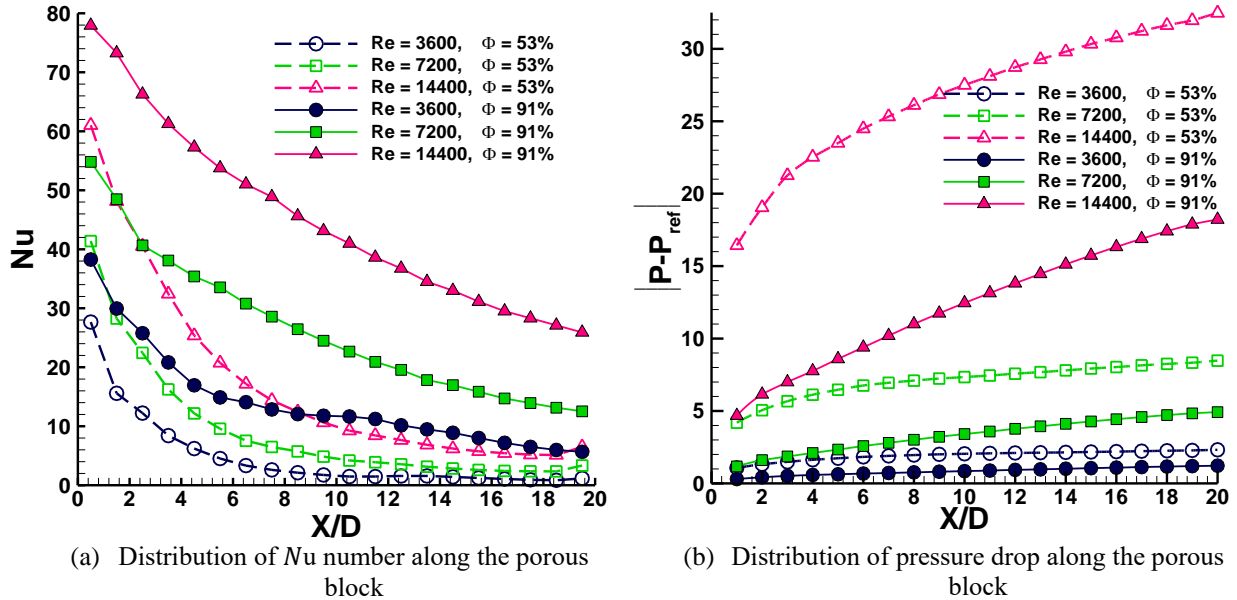 80
70
60
50
40
30
20
10
0
Nu
0 2 4 6 8 10 12 14 16 18 20
X/D
Re = 3600, Φ = 53%
Re = 7200, Φ = 53%
Re = 14400, Φ = 53%
Re = 3600, Φ = 91%
Re = 7200, Φ = 91%
Re = 14400, Φ = 91%
(a) Distribution of Nu number along the porous
block
30
25
20
15
10
5
0
|P-Pref|
0 2 4 6 8 10 12 14 16 18 20
X/D
Re = 3600, Φ = 53%
Re = 7200, Φ = 53%
Re = 14400, Φ = 53%
Re = 3600, Φ = 91%
Re = 7200, Φ = 91%
Re = 14400, Φ = 91%
(b) Distribution of pressure drop along the porous
block